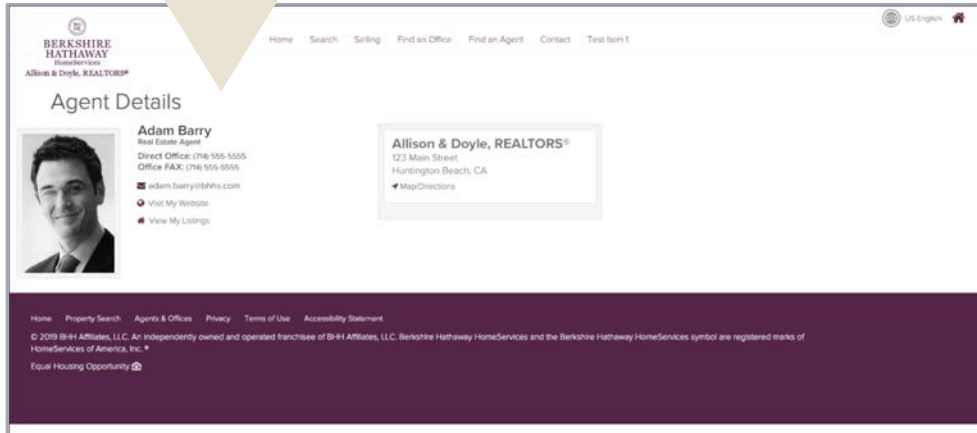 US English
BH
HS
BERKSHIRE
HATHAWAY
HomeServices
Allison & Doyle, REALTORS®
Home Search Selling Find an Office Find an Agent Contact Test Item 1
Agent Details
Adam Barry
Real Estate Agent
Direct Office: (714) 555-5555
Office FAX: (714) 555-5555
adam.barry@bhhs.com
Visit My Website
View My Listings
Allison & Doyle, REALTORS®
123 Main Street
Huntington Beach, CA
Map/Directions
Home Property Search Agents & Offices Privacy Terms of Use Accessibility Statement
© 2019 BHH Affiliates, LLC. An independently owned and operated franchisee of BHH Affiliates, LLC. Berkshire Hathaway HomeServices and the Berkshire Hathaway HomeServices symbol are registered marks of
HomeServices of America, Inc. ®
Equal Housing Opportunity